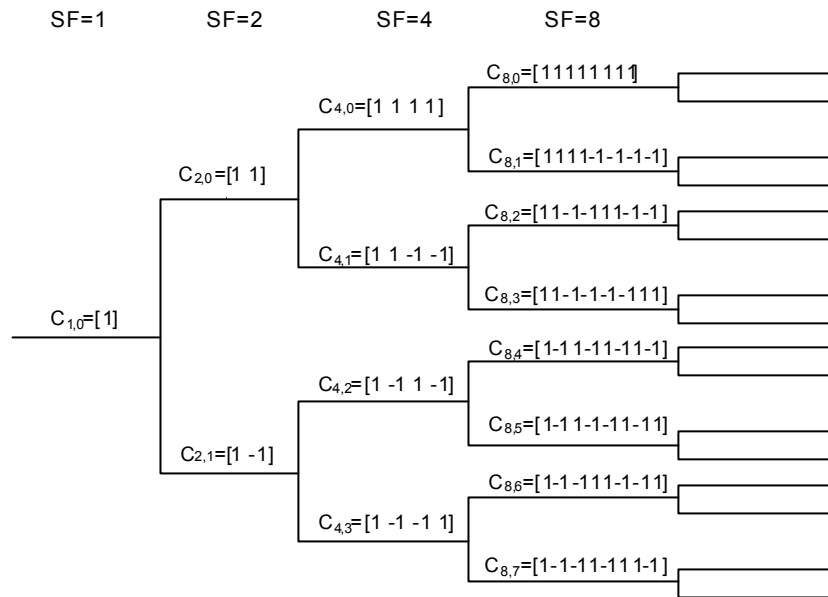 SF=1 SF=2 SF=4 SF=8
C8,0=[11111111]
C4,0=[1 1 1 1]
C8,1=[1111-1-1-1-1]
C2,0=[1 1]
C8,2=[11-1-111-1-1]
C4,1=[1 1 -1 -1]
C8,3=[11-1-1-1-111]
C1,0=[1]
C8,4=[1-11-11-11-1]
C4,2=[1 -1 1 -1]
C8,5=[1-11-1-11-11]
C2,1=[1 -1]
C8,6=[1-1-111-1-11]
C4,3=[1 -1 -1 1]
C8,7=[1-1-11-111-1]